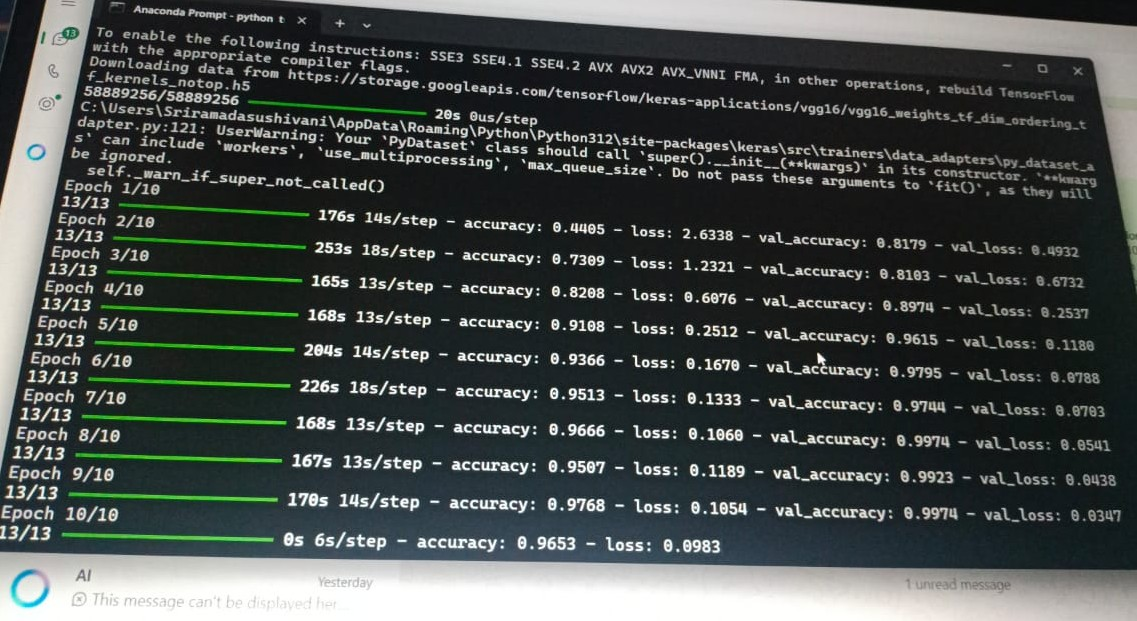 Anaconda Prompt - python t
13
To enable the following instructions: SSE3 SSE4.1 SSE4.2 AVX AVX2 AVX_VNNI FMA, in other operations, rebuild TensorFlow
with the appropriate compiler flags.
Downloading data from https://storage.googleapis.com/tensorflow/keras-applications/vgg16/vgg16_weights_tf_dim_ordering_t
f_kernels_notop.h5
58889256/58889256 20s 0us/step
C:\Users\Sriramadasushivani\AppData\Roaming\Python\Python312\site-packages\keras\src\trainers\data_adapters\py_dataset_a
dapter.py:121: UserWarning: Your `PyDataset` class should call `super().__init__(**kwargs)` in its constructor. `**kwarg
s` can include `workers`, `use_multiprocessing`, `max_queue_size`. Do not pass these arguments to `fit()`, as they will
be ignored.
self._warn_if_super_not_called()
Epoch 1/10
13/13 176s 14s/step - accuracy: 0.4405 - loss: 2.6338 - val_accuracy: 0.8179 - val_loss: 0.4932
Epoch 2/10
13/13 253s 18s/step - accuracy: 0.7309 - loss: 1.2321 - val_accuracy: 0.8103 - val_loss: 0.6732
Epoch 3/10
13/13 165s 13s/step - accuracy: 0.8208 - loss: 0.6076 - val_accuracy: 0.8974 - val_loss: 0.2537
Epoch 4/10
13/13 168s 13s/step - accuracy: 0.9108 - loss: 0.2512 - val_accuracy: 0.9615 - val_loss: 0.1180
Epoch 5/10
13/13 204s 14s/step - accuracy: 0.9366 - loss: 0.1670 - val_accuracy: 0.9795 - val_loss: 0.0788
Epoch 6/10
13/13 226s 18s/step - accuracy: 0.9513 - loss: 0.1333 - val_accuracy: 0.9744 - val_loss: 0.0703
Epoch 7/10
13/13 168s 13s/step - accuracy: 0.9666 - loss: 0.1060 - val_accuracy: 0.9974 - val_loss: 0.0541
Epoch 8/10
13/13 167s 13s/step - accuracy: 0.9507 - loss: 0.1189 - val_accuracy: 0.9923 - val_loss: 0.0438
Epoch 9/10
13/13 170s 14s/step - accuracy: 0.9768 - loss: 0.1054 - val_accuracy: 0.9974 - val_loss: 0.0347
Epoch 10/10
13/13 0s 6s/step - accuracy: 0.9653 - loss: 0.0983
AI Yesterday 1 unread message
This message can't be displayed her...